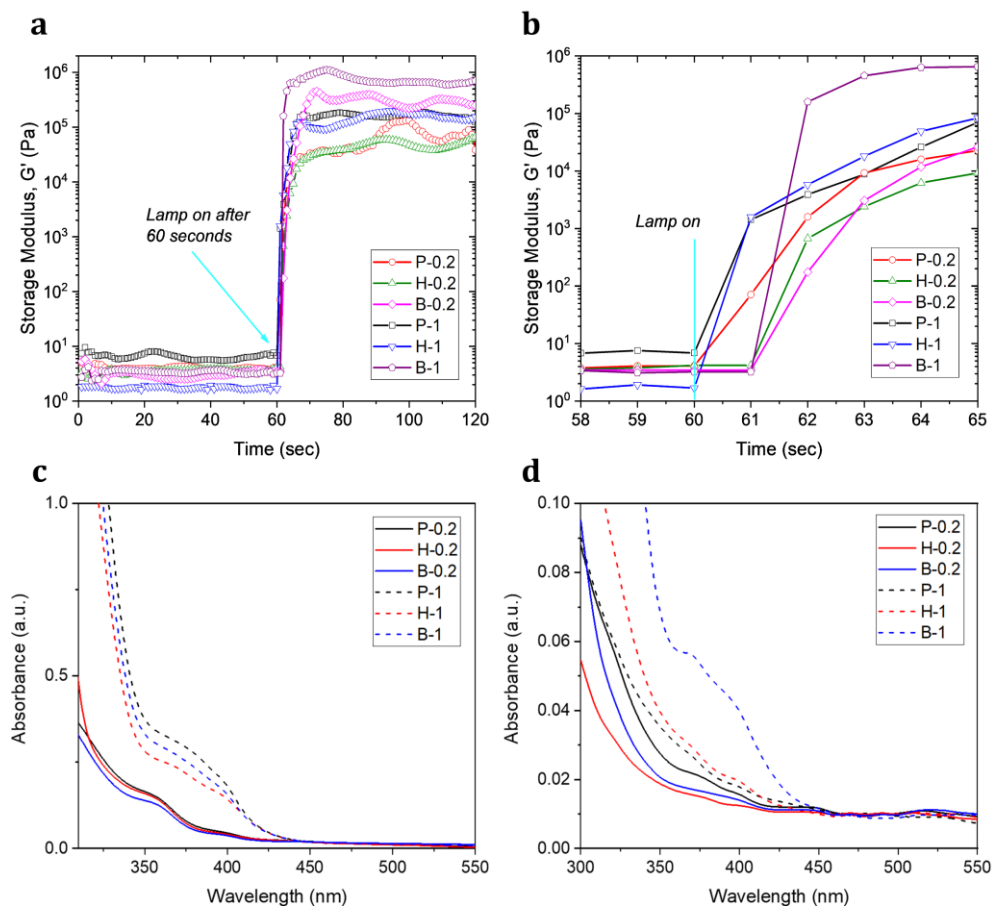 a
Storage Modulus, G' (Pa)
10⁶
10⁵
10⁴
10³
10²
10¹
10⁰
Lamp on after
60 seconds
P-0.2
H-0.2
B-0.2
P-1
H-1
B-1
0 20 40 60 80 100 120
Time (sec)
b
Storage Modulus, G' (Pa)
10⁶
10⁵
10⁴
10³
10²
10¹
10⁰
Lamp on
P-0.2
H-0.2
B-0.2
P-1
H-1
B-1
58 59 60 61 62 63 64 65
Time (sec)
c
Absorbance (a.u.)
1.0
0.5
0.0
P-0.2
H-0.2
B-0.2
P-1
H-1
B-1
350 400 450 500 550
Wavelength (nm)
d
Absorbance (a.u.)
0.10
0.08
0.06
0.04
0.02
0.00
P-0.2
H-0.2
B-0.2
P-1
H-1
B-1
300 350 400 450 500 550
Wavelength (nm)